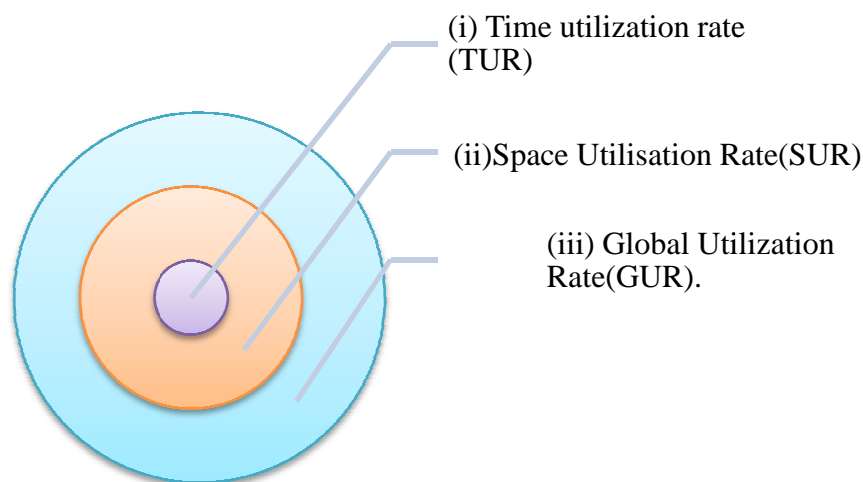 (i) Time utilization rate
(TUR)
(ii)Space Utilisation Rate(SUR)
(iii) Global Utilization
Rate(GUR).